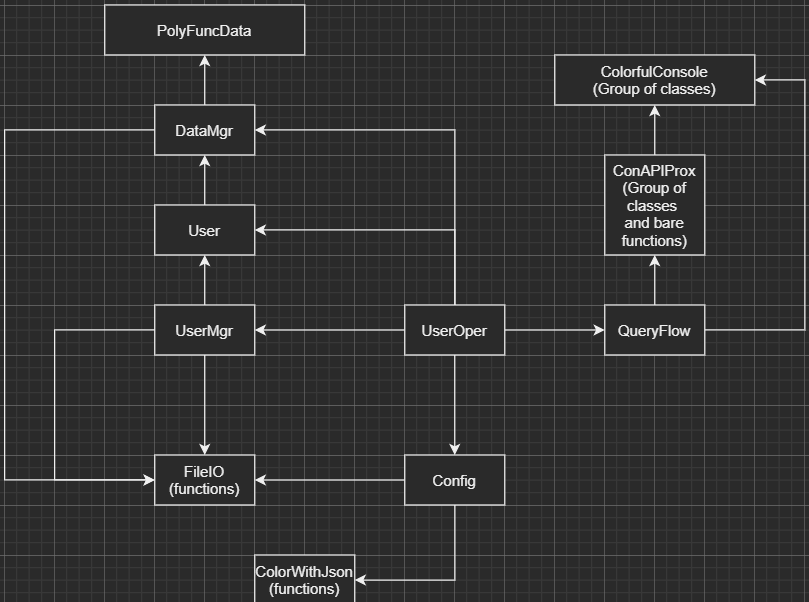 PolyFuncData
ColorfulConsole
(Group of classes)
DataMgr
ConAPIProx
(Group of
classes
and bare
functions)
User
UserMgr
UserOper
QueryFlow
FileIO
(functions)
Config
ColorWithJson
(functions)